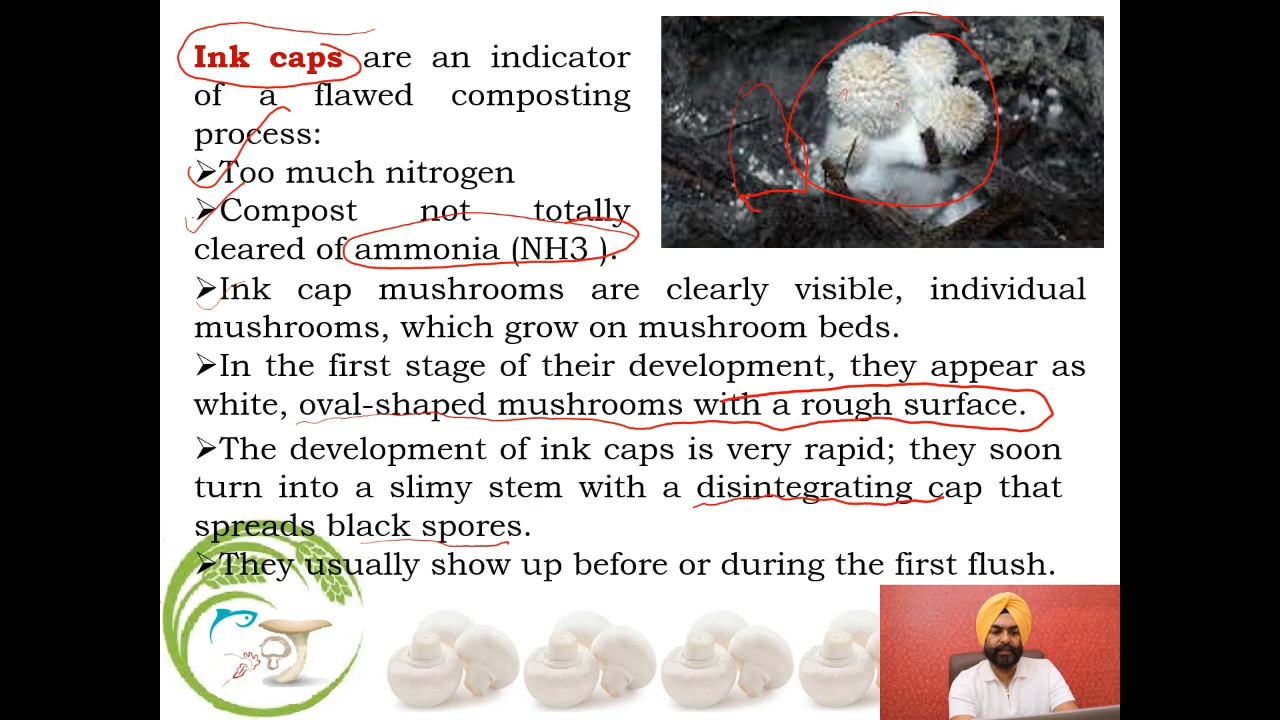 Ink caps are an indicator
of a flawed composting
process:
➢Too much nitrogen
➢Compost not totally
cleared of ammonia (NH3 ).
➢Ink cap mushrooms are clearly visible, individual
mushrooms, which grow on mushroom beds.
➢In the first stage of their development, they appear as
white, oval-shaped mushrooms with a rough surface.
➢The development of ink caps is very rapid; they soon
turn into a slimy stem with a disintegrating cap that
spreads black spores.
➢They usually show up before or during the first flush.